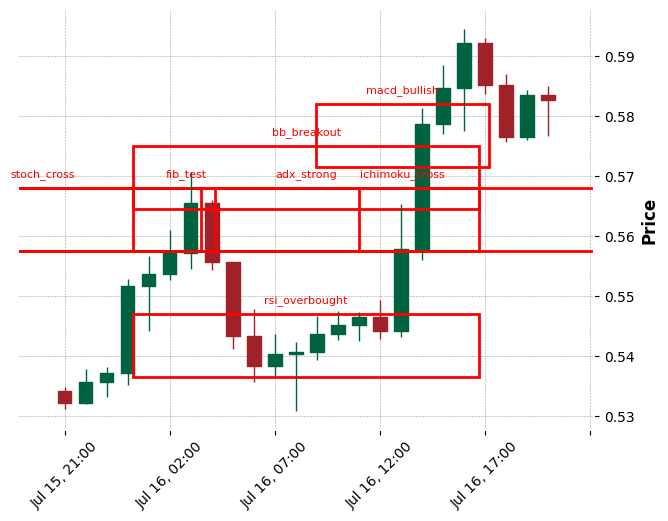 0.59
macd_bullish
0.58
bb_breakout
stoch_cross fib_test adx_strong ichimoku_cross
0.57
Price
0.56
0.55
rsi_overbought
0.54
0.53
Jul 15, 21:00 Jul 16, 02:00 Jul 16, 07:00 Jul 16, 12:00 Jul 16, 17:00